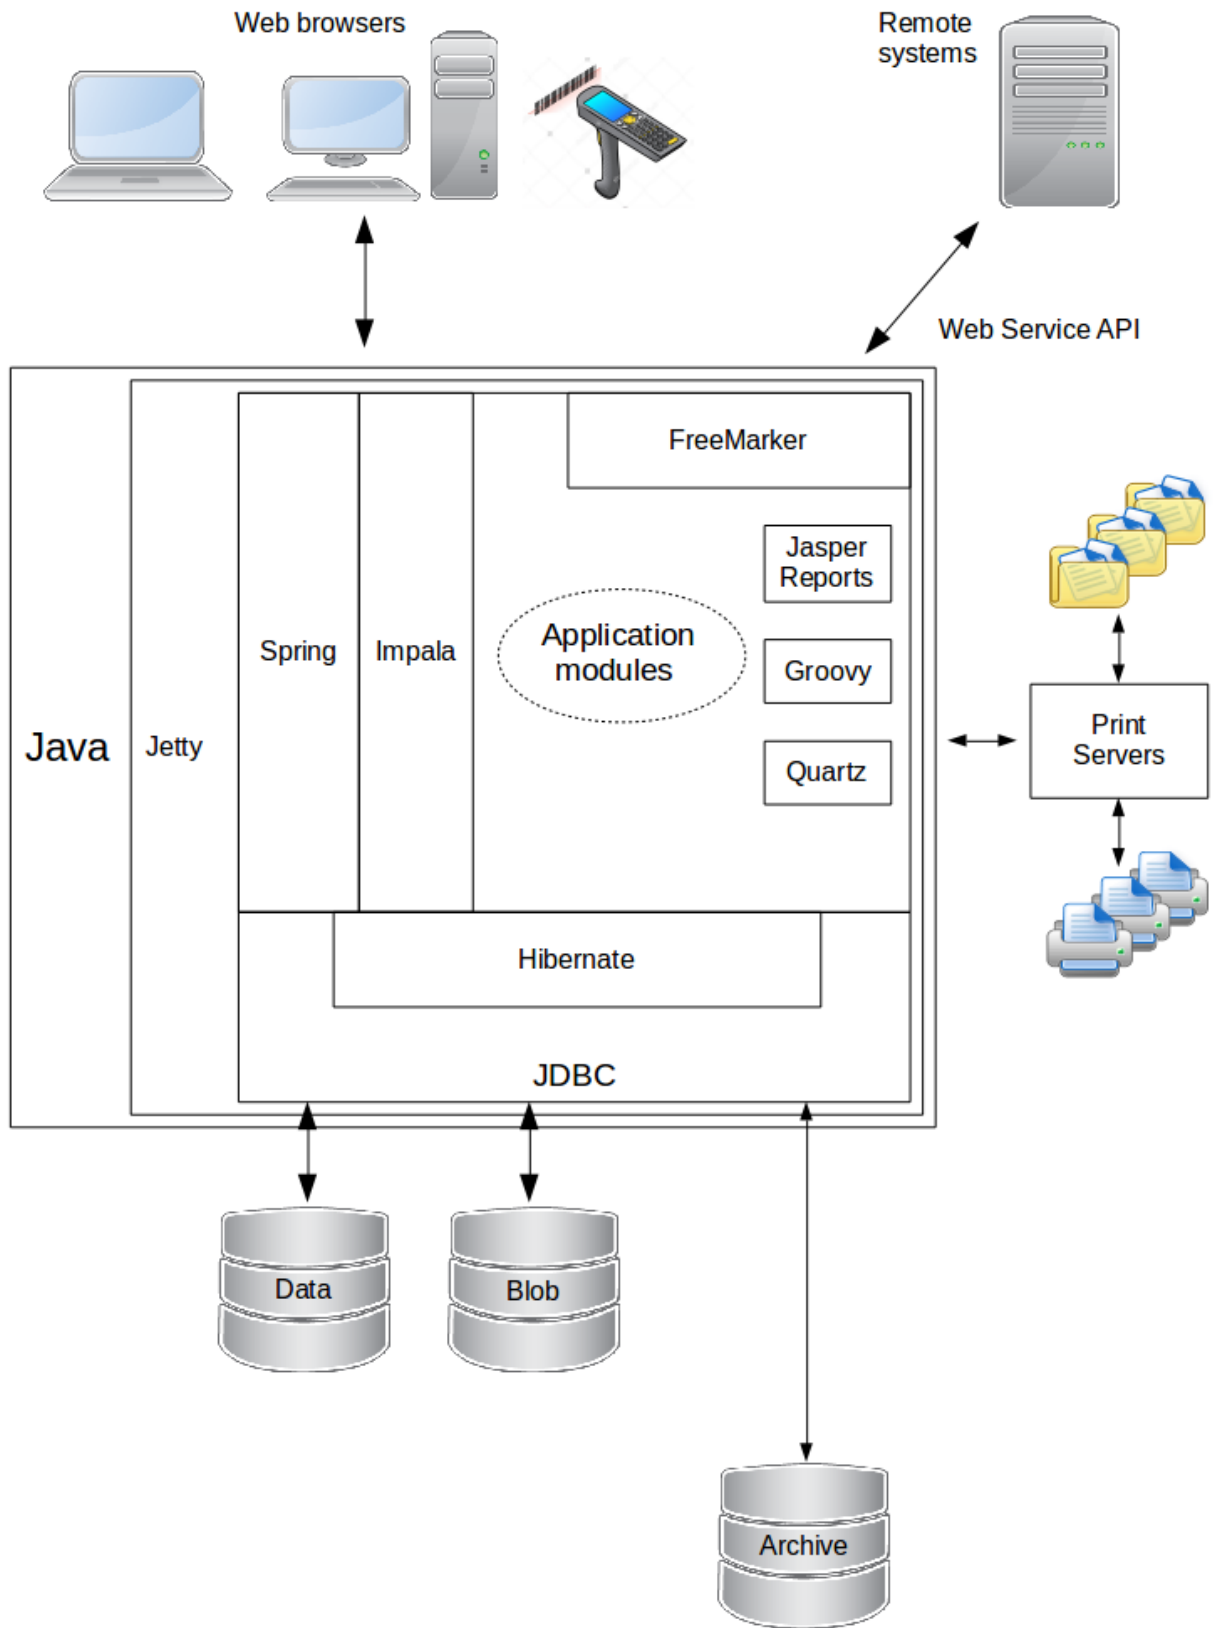 Web browsers
Remote
systems
Web Service API
FreeMarker
Jasper
Reports
Application
modules
Spring
Impala
Groovy
Java
Jetty
Quartz
Print
Servers
Hibernate
JDBC
Data
Blob
Archive